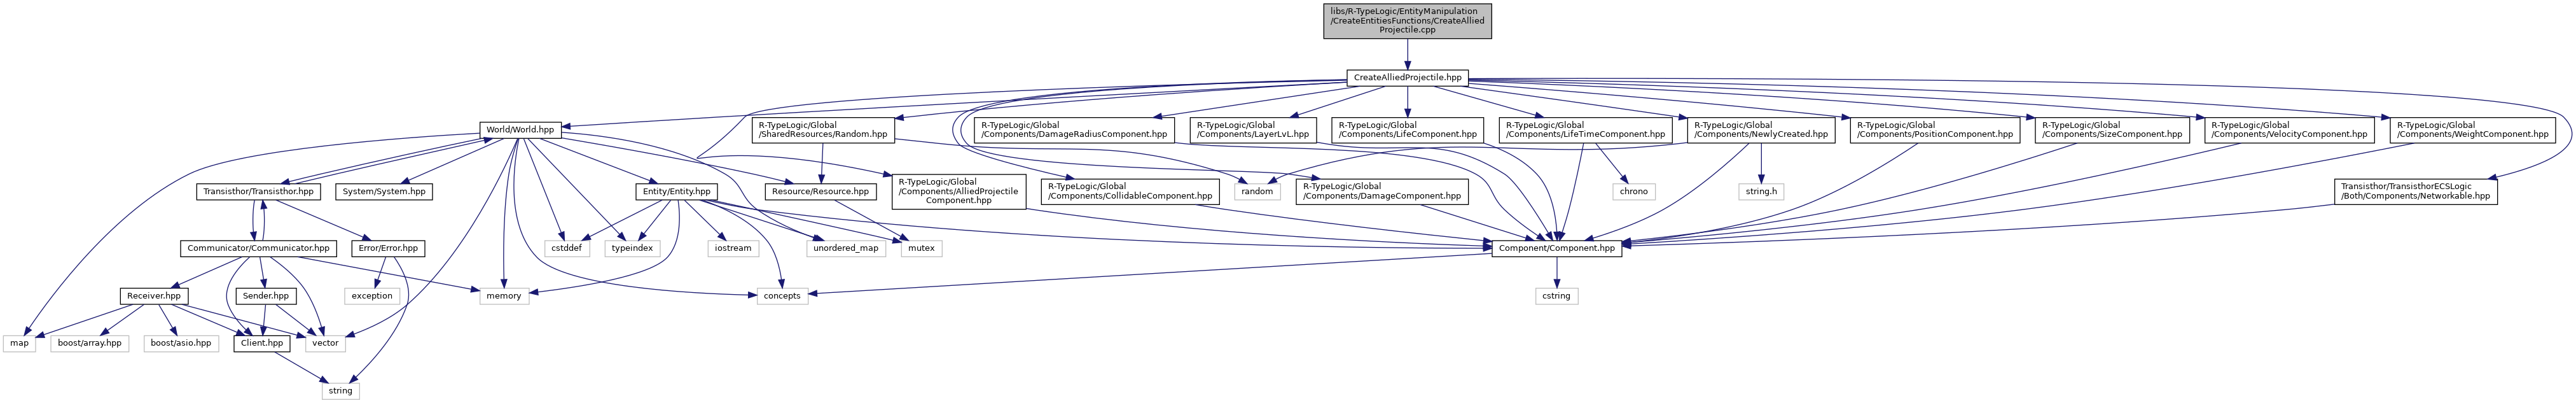 libs/R-TypeLogic/EntityManipulation
/CreateEntitiesFunctions/CreateAllied
Projectile.cpp
CreateAlliedProjectile.hpp
World/World.hpp
R-TypeLogic/Global
/SharedResources/Random.hpp
R-TypeLogic/Global
/Components/DamageRadiusComponent.hpp
R-TypeLogic/Global
/Components/LayerLvL.hpp
R-TypeLogic/Global
/Components/LifeComponent.hpp
R-TypeLogic/Global
/Components/LifeTimeComponent.hpp
R-TypeLogic/Global
/Components/NewlyCreated.hpp
R-TypeLogic/Global
/Components/PositionComponent.hpp
R-TypeLogic/Global
/Components/SizeComponent.hpp
R-TypeLogic/Global
/Components/VelocityComponent.hpp
R-TypeLogic/Global
/Components/WeightComponent.hpp
Transisthor/Transisthor.hpp
System/System.hpp
Entity/Entity.hpp
Resource/Resource.hpp
R-TypeLogic/Global
/Components/AlliedProjectile
Component.hpp
R-TypeLogic/Global
/Components/CollidableComponent.hpp
random
R-TypeLogic/Global
/Components/DamageComponent.hpp
chrono
string.h
Transisthor/TransisthorECSLogic
/Both/Components/Networkable.hpp
Communicator/Communicator.hpp
Error/Error.hpp
cstddef
typeindex
iostream
unordered_map
mutex
Component/Component.hpp
Receiver.hpp
Sender.hpp
exception
memory
concepts
cstring
map
boost/array.hpp
boost/asio.hpp
Client.hpp
vector
string